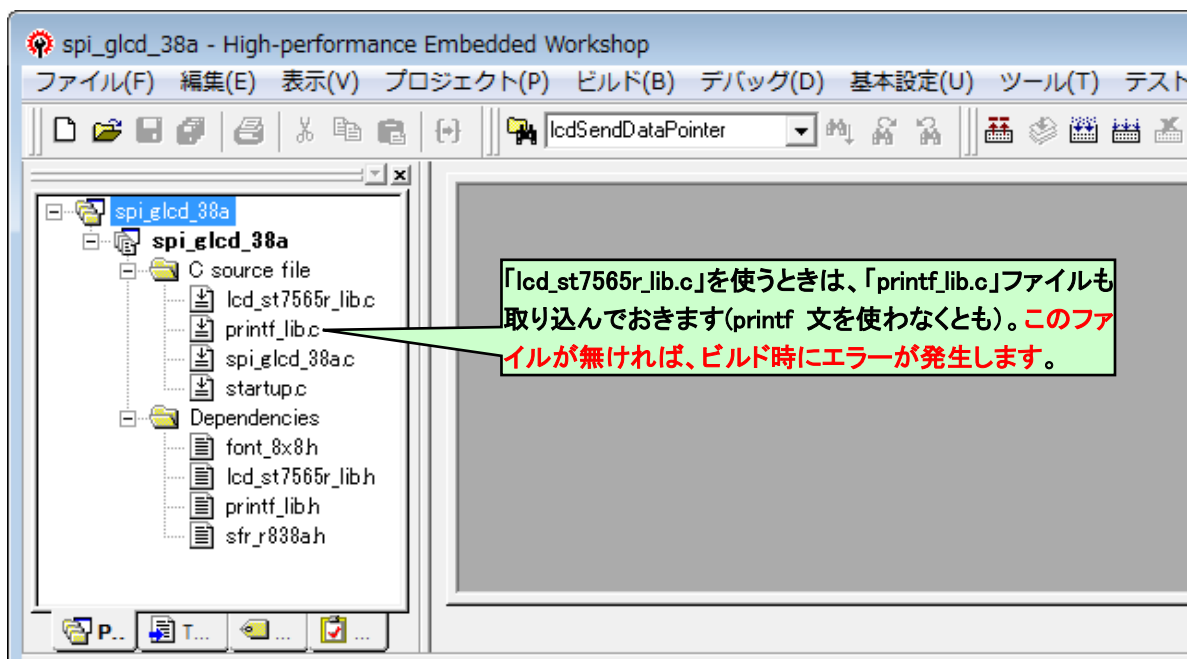 spi_glcd_38a - High-performance Embedded Workshop
ファイル(F) 編集(E) 表示(V) プロジェクト(P) ビルド(B) デバッグ(D) 基本設定(U) ツール(T) テスト
lcdSendDataPointer
spi_glcd_38a
spi_glcd_38a
C source file
lcd_st7565r_lib.c
printf_lib.c
spi_glcd_38a.c
startup.c
Dependencies
font_8x8.h
lcd_st7565r_lib.h
printf_lib.h
sfr_r838a.h
「lcd_st7565r_lib.c」を使うときは、「printf_lib.c」ファイルも
取り込んでおきます(printf 文を使わなくとも)。このファ
イルが無ければ、ビルド時にエラーが発生します。
P.. T... ... ...